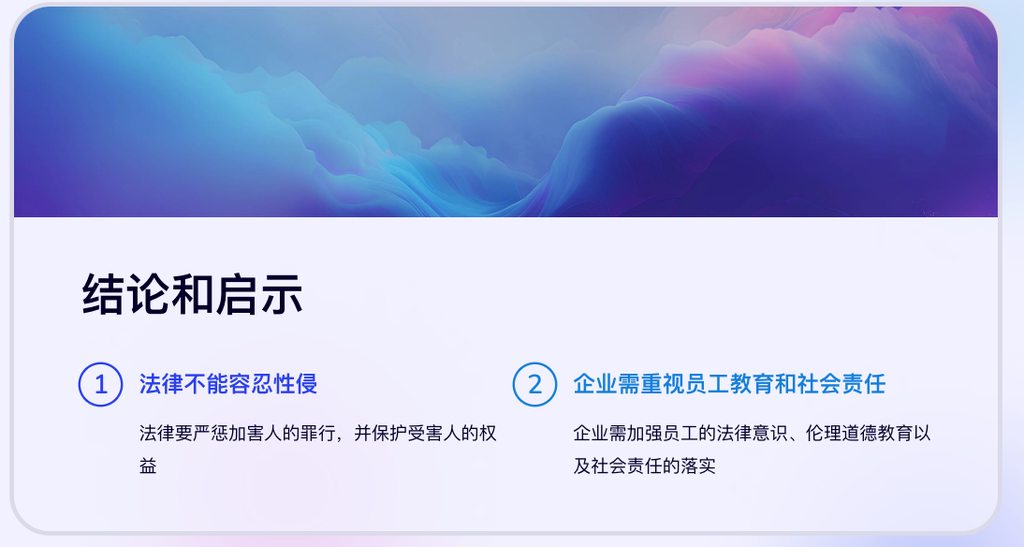 结论和启示
1 法律不能容忍性侵
法律要严惩加害人的罪行，并保护受害人的权
益
2 企业需重视员工教育和社会责任
企业需加强员工的法律意识、伦理道德教育以
及社会责任的落实